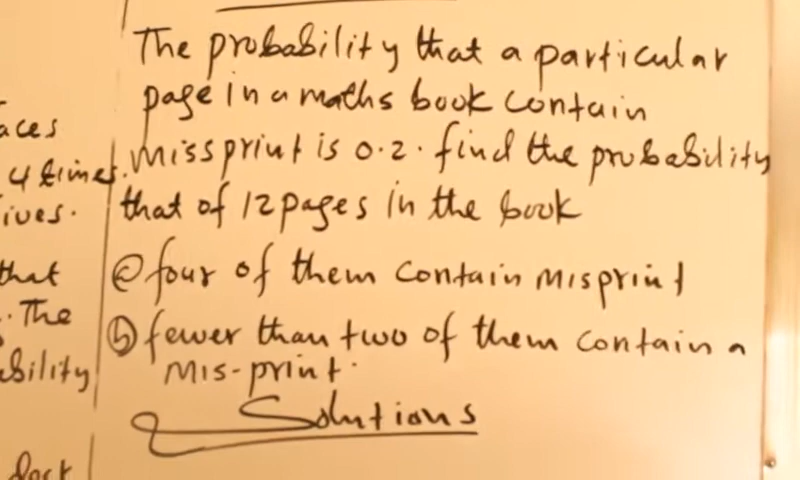 The probability that a particular
page in a maths book contain
aces
missprint is 0.2. find the probability
4 times.
that of 12 pages in the book
ives.
that
@ four of them contain misprint
. The
ⓑ fewer than two of them contain a
ability
mis-print.
Solutions